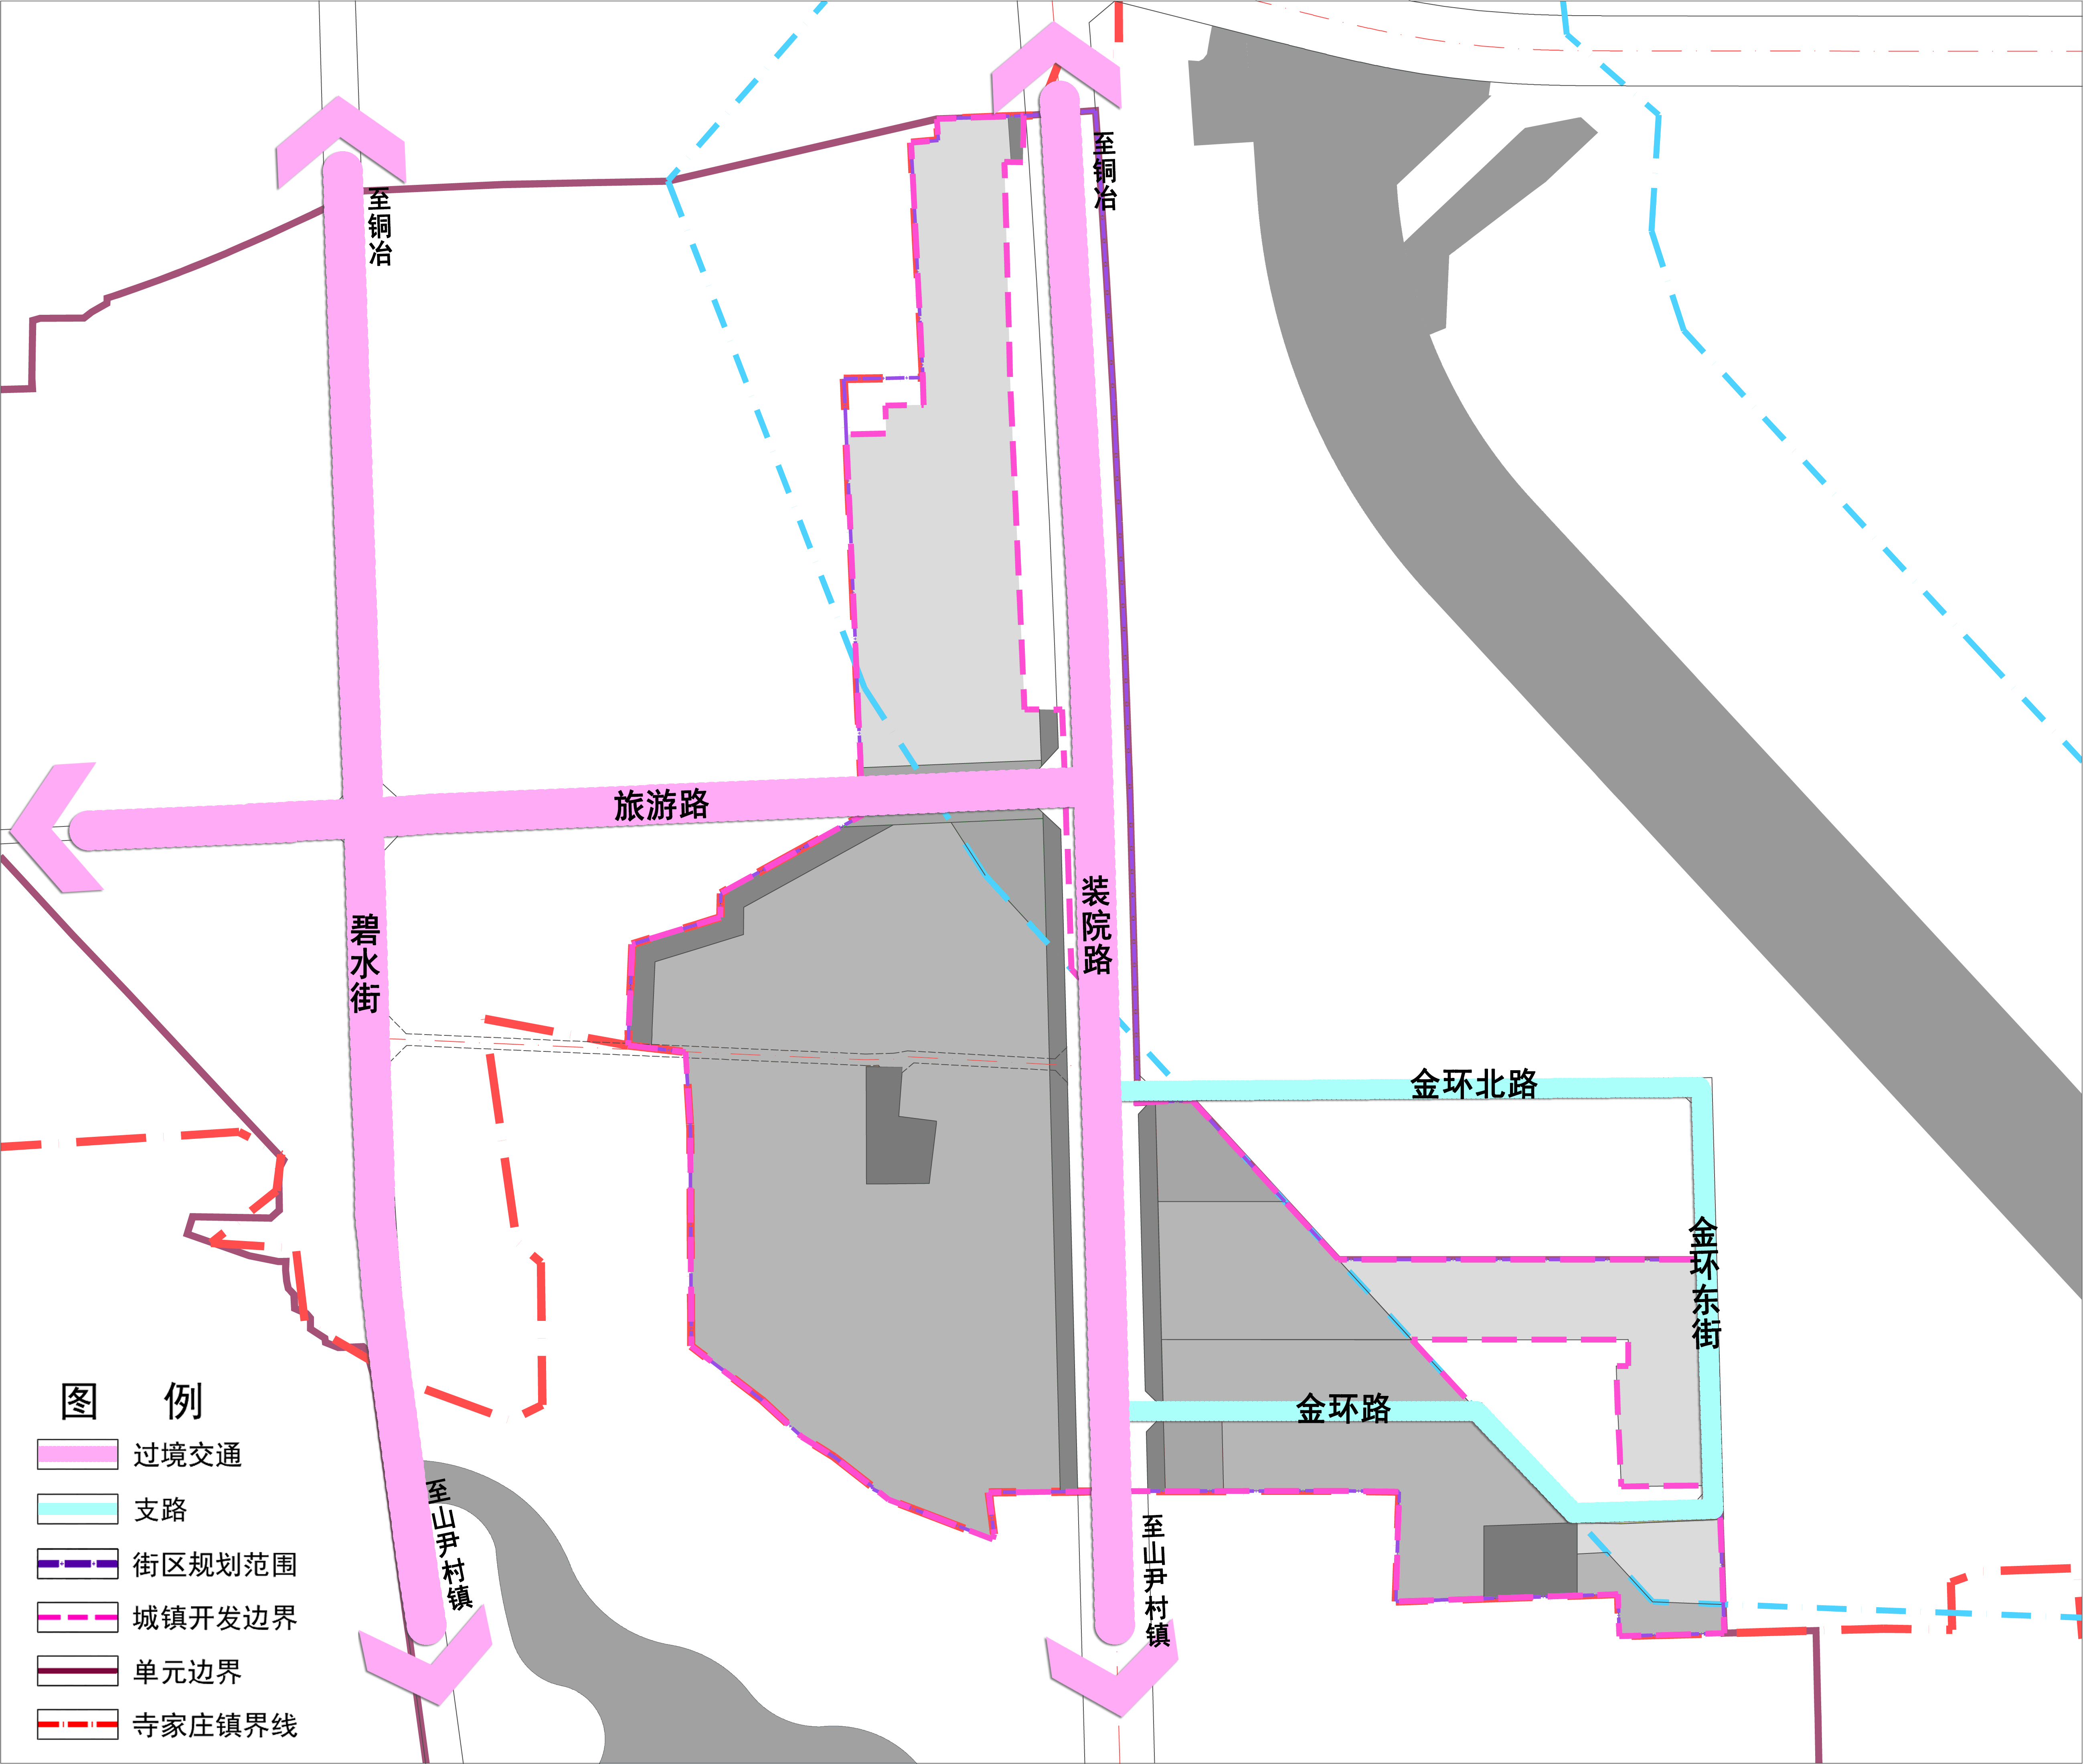 至铜冶
至铜冶
旅游路
装院路
碧水街
金环北路
金环东街
金环路
至山尹村镇
至山尹村镇
图 例
过境交通
支路
街区规划范围
城镇开发边界
单元边界
寺家庄镇界线